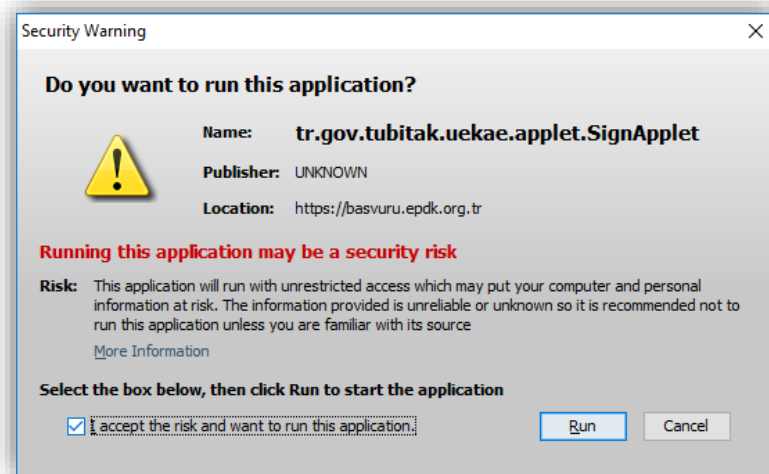 Security Warning
Do you want to run this application?
Name: tr.gov.tubitak.uekae.applet.SignApplet
Publisher: UNKNOWN
Location: https://basvuru.epdk.org.tr
Running this application may be a security risk
Risk: This application will run with unrestricted access which may put your computer and personal
information at risk. The information provided is unreliable or unknown so it is recommended not to
run this application unless you are familiar with its source
More Information
Select the box below, then click Run to start the application
I accept the risk and want to run this application. Run Cancel